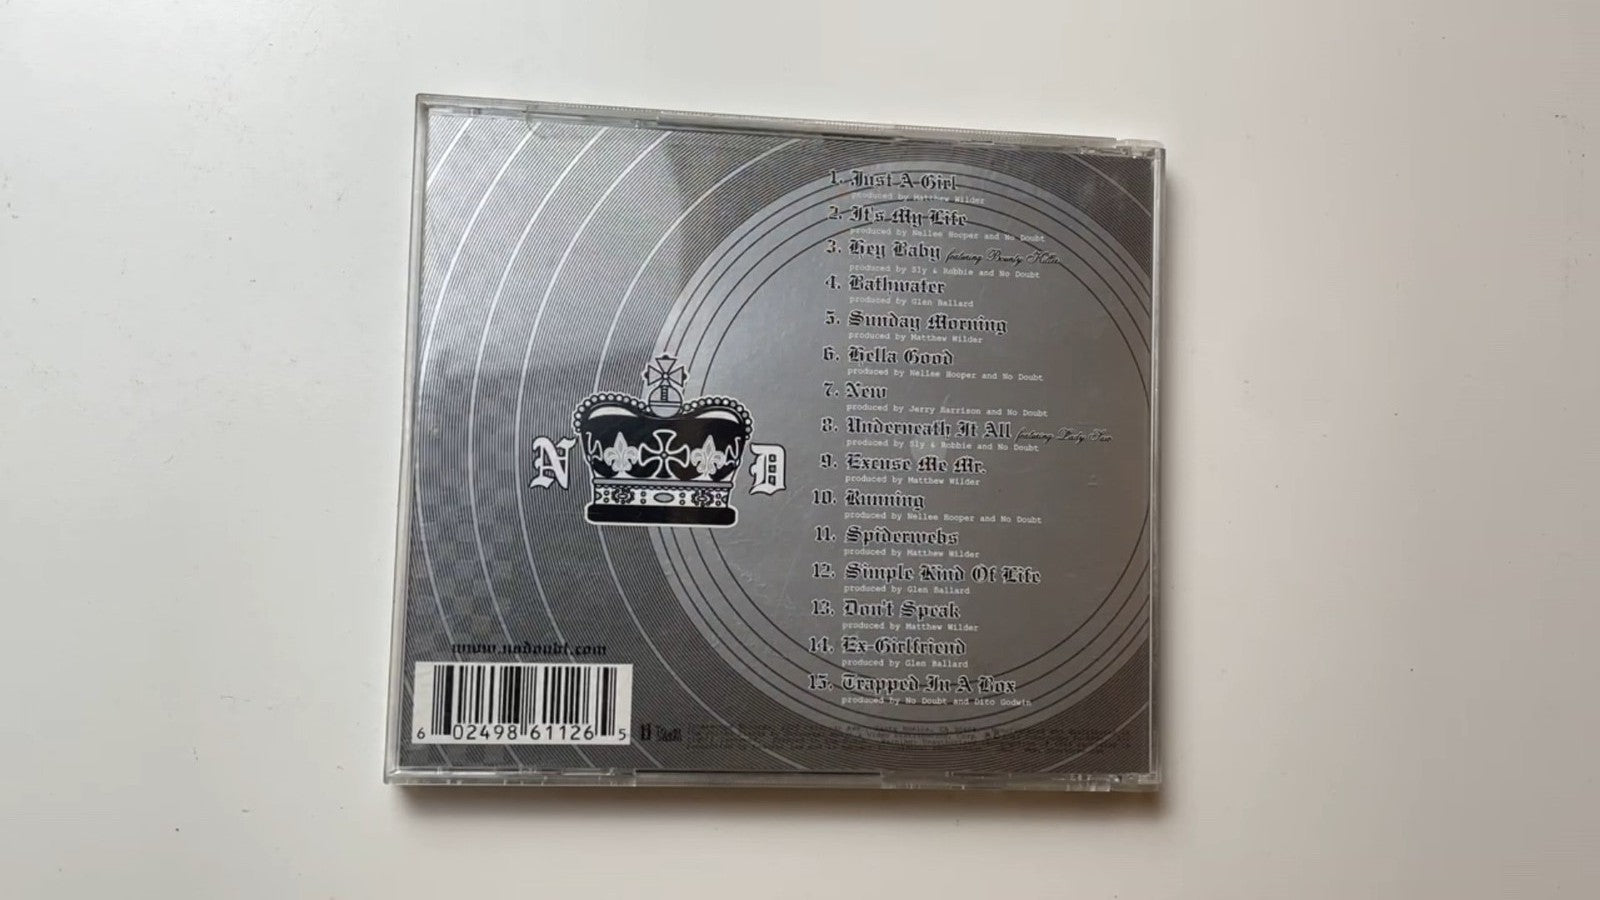 1. Just A Girl
produced by Matthew Wilder
2. It's My Life
produced by Nellee Hooper and No Doubt
3. Hey Baby featuring Bounty Killer
produced by Sly & Robbie and No Doubt
4. Bathwater
produced by Glen Ballard
5. Sunday Morning
produced by Matthew Wilder
6. Hella Good
produced by Nellee Hooper and No Doubt
7. New
produced by Jerry Harrison and No Doubt
8. Underneath It All featuring Lady Saw
produced by Sly & Robbie and No Doubt
9. Excuse Me Mr.
produced by Matthew Wilder
10. Running
produced by Nellee Hooper and No Doubt
11. Spiderwebs
produced by Matthew Wilder
12. Simple Kind Of Life
produced by Glen Ballard
13. Don't Speak
produced by Matthew Wilder
14. Ex-Girlfriend
produced by Glen Ballard
15. Trapped In A Box
produced by No Doubt and Dito Godwin
N D
www.nodoubt.com
6 02498 61126 5